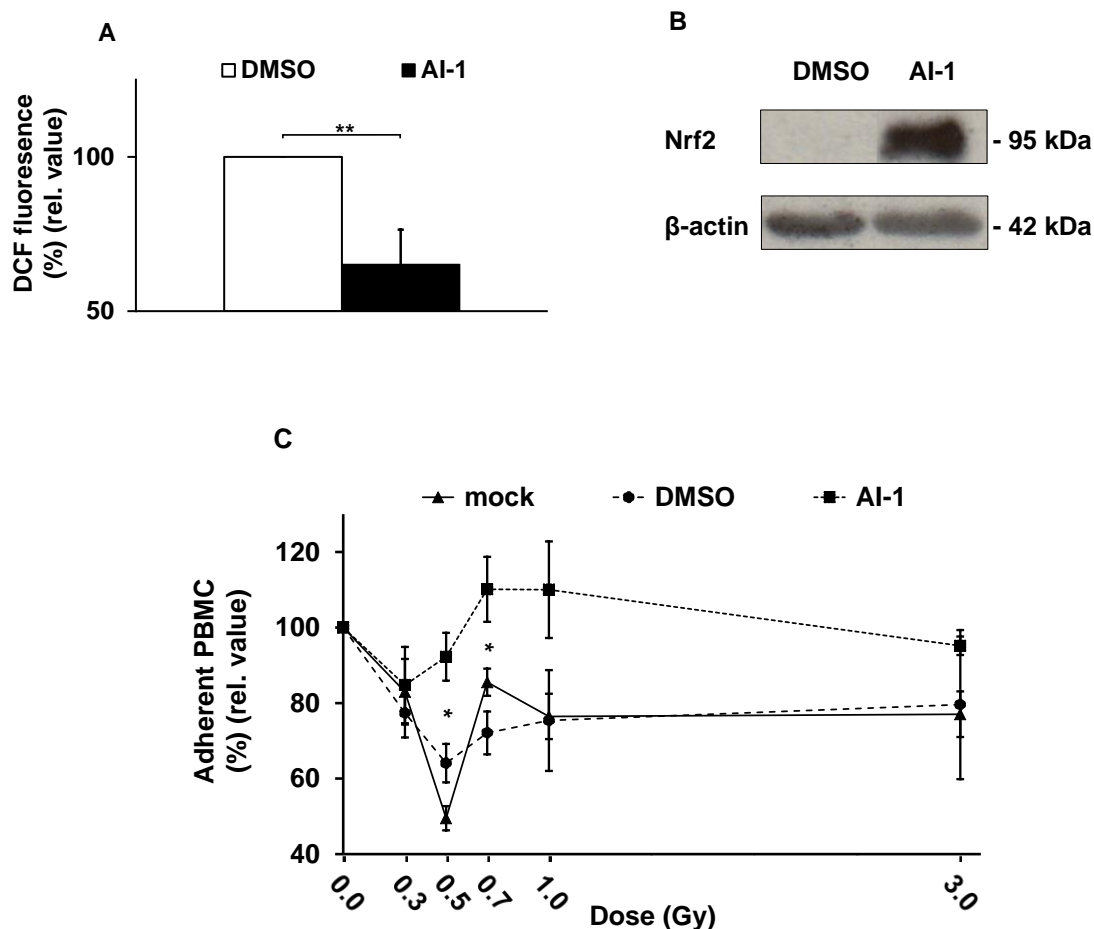 A
DMSO
AI-1
DCF fluoresence
(%) (rel. value)
**
100
50
B
DMSO AI-1
Nrf2
- 95 kDa
β-actin
- 42 kDa
C
mock
DMSO
AI-1
Adherent PBMC
(%) (rel. value)
120
100
80
60
40
*
*
0.0
0.3
0.5
0.7
1.0
3.0
Dose (Gy)